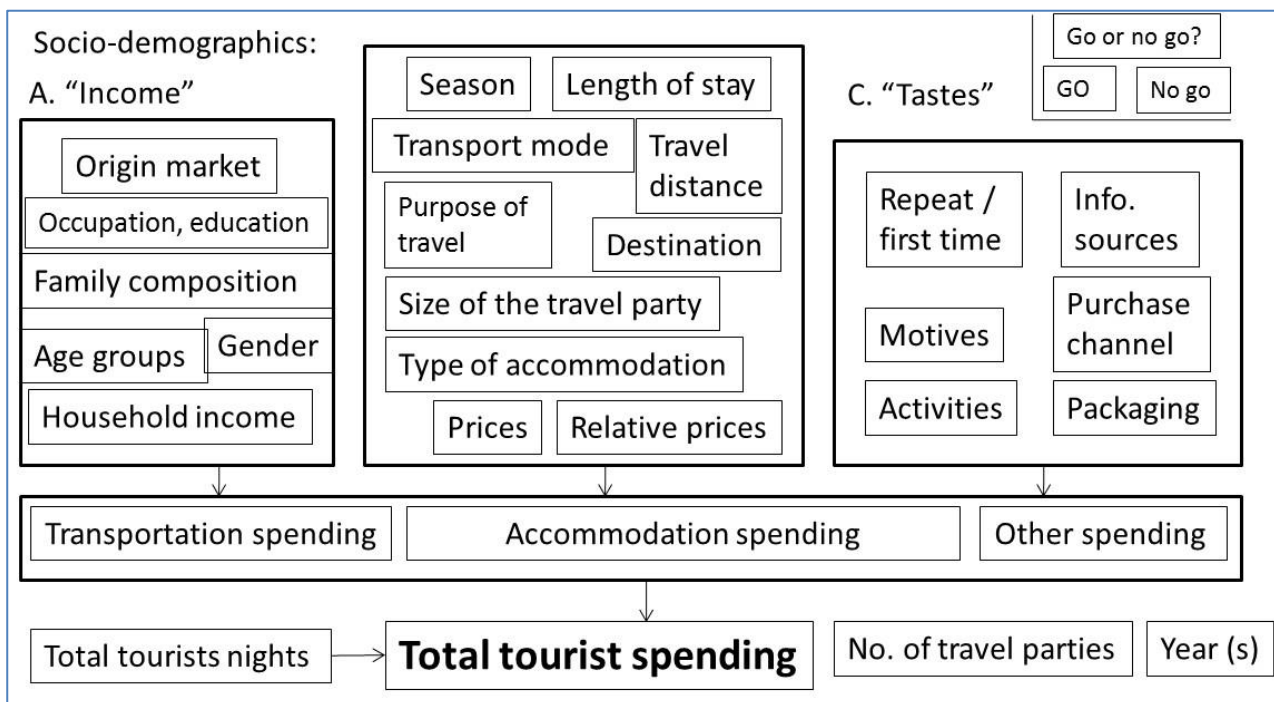 Socio-demographics:
A. “Income”
Origin market
Occupation, education
Family composition
Age groups
Gender
Household income
Season
Length of stay
Transport mode
Travel
distance
Purpose of
travel
Destination
Size of the travel party
Type of accommodation
Prices
Relative prices
C. “Tastes”
Go or no go?
GO
No go
Repeat /
first time
Info.
sources
Motives
Purchase
channel
Activities
Packaging
Transportation spending
Accommodation spending
Other spending
Total tourists nights
Total tourist spending
No. of travel parties
Year (s)